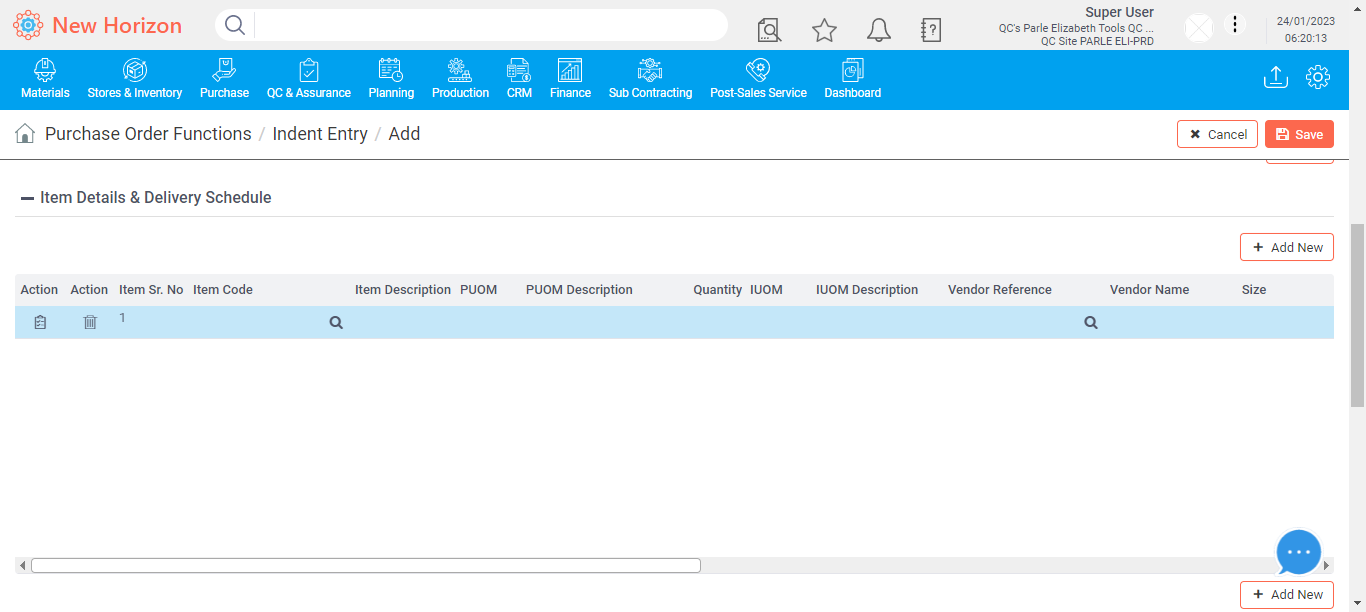 New Horizon
Super User
QC's Parle Elizabeth Tools QC ...
QC Site PARLE ELI-PRD
24/01/2023
06:20:13
Materials Stores & Inventory Purchase QC & Assurance Planning Production CRM Finance Sub Contracting Post-Sales Service Dashboard
Purchase Order Functions / Indent Entry / Add
Cancel Save
Item Details & Delivery Schedule
+ Add New
Action Action Item Sr. No Item Code Item Description PUOM PUOM Description Quantity IUOM IUOM Description Vendor Reference Vendor Name Size
1
+ Add New